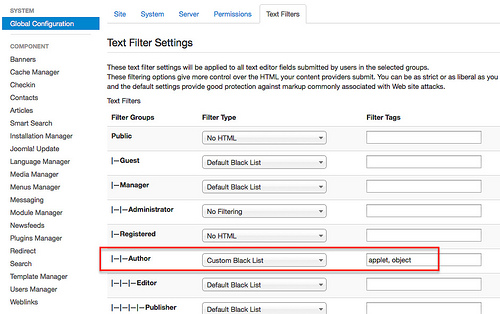 SYSTEM
Global Configuration
COMPONENT
Banners
Cache Manager
Checkin
Contacts
Articles
Smart Search
Installation Manager
Joomla! Update
Language Manager
Media Manager
Menus Manager
Messaging
Module Manager
Newsfeeds
Plugins Manager
Redirect
Search
Template Manager
Users Manager
Weblinks
Site System Server Permissions Text Filters
Text Filter Settings
These text filter settings will be applied to all text editor fields submitted by users in the selected groups.
These filtering options give more control over the HTML your content providers submit. You can be as strict or as liberal as you
and the default settings provide good protection against markup commonly associated with Web site attacks.
Text Filters
Filter Groups Filter Type Filter Tags
Public No HTML
|—Guest Default Black List
|—Manager Default Black List
|—|—Administrator No Filtering
|—Registered No HTML
|—|—Author Custom Black List applet, object
|—|—|—Editor Default Black List
|—|—|—|—Publisher Default Black List